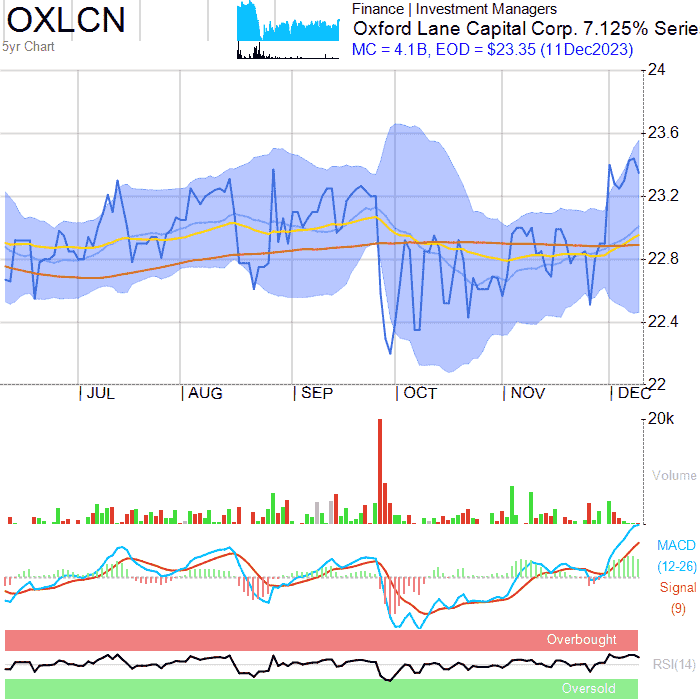 OXLCN
5yr Chart
Finance | Investment Managers
Oxford Lane Capital Corp. 7.125% Serie
MC = 4.1B, EOD = $23.35 (11Dec2023)
24
23.6
23.2
22.8
22.4
22
| JUL | AUG | SEP | OCT | NOV | DEC
20k
Volume
MACD
(12-26)
Signal
(9)
Overbought
RSI(14)
Oversold